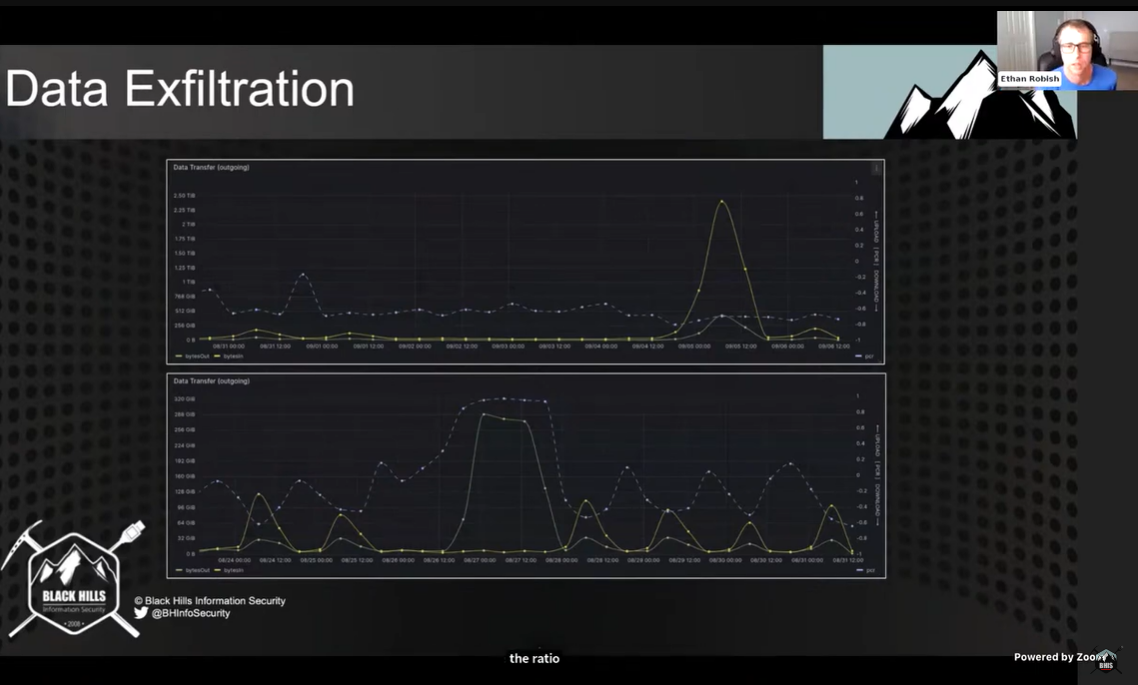 Data Exfiltration
Ethan Robish
Data Transfer (outgoing)
2.50 TiB
2.25 TiB
2 TiB
1.75 TiB
1.50 TiB
1.25 TiB
1 TiB
768 GiB
512 GiB
256 GiB
0 B
1
0.8
0.6
0.4
0.2
0
-0.2
-0.4
-0.6
-0.8
-1
UPLOAD | PCR | DOWNLOAD
08/31 00:00 08/31 12:00 09/01 00:00 09/01 12:00 09/02 00:00 09/02 12:00 09/03 00:00 09/03 12:00 09/04 00:00 09/04 12:00 09/05 00:00 09/05 12:00 09/06 00:00 09/06 12:00
bytesOut bytesIn
pcr
Data Transfer (outgoing)
320 GiB
288 GiB
256 GiB
224 GiB
192 GiB
160 GiB
128 GiB
96 GiB
64 GiB
32 GiB
0 B
1
0.8
0.6
0.4
0.2
0
-0.2
-0.4
-0.6
-0.8
-1
UPLOAD | PCR | DOWNLOAD
08/24 00:00 08/24 12:00 08/25 00:00 08/25 12:00 08/26 00:00 08/26 12:00 08/27 00:00 08/27 12:00 08/28 00:00 08/28 12:00 08/29 00:00 08/29 12:00 08/30 00:00 08/30 12:00 08/31 00:00 08/31 12:00
bytesOut bytesIn
pcr
BLACK HILLS
Information Security
• 2008 •
© Black Hills Information Security
@BHInfoSecurity
the ratio
Powered by Zoom
BHIS